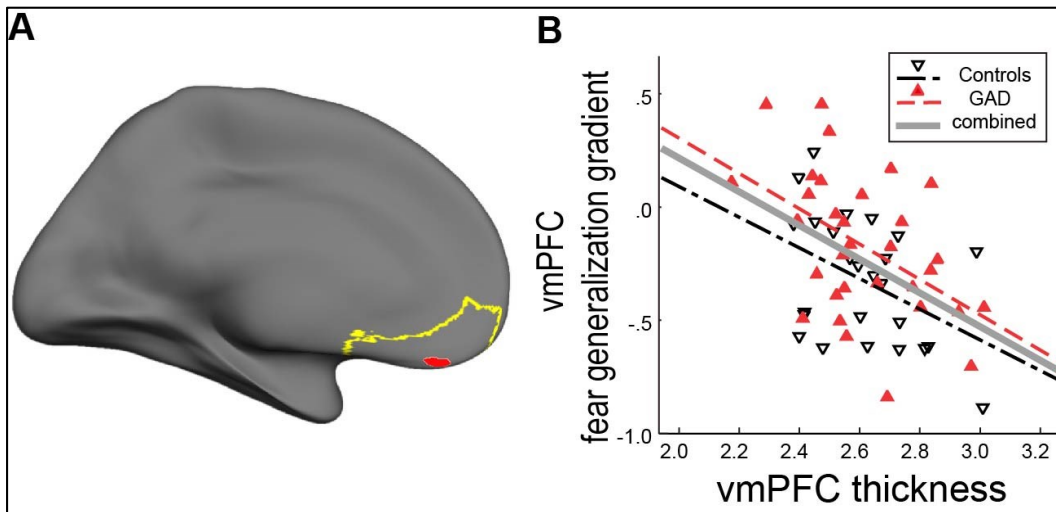 A
B
vmPFC
fear generalization gradient
.5
.0
-.5
-1.0
Controls
GAD
combined
2.0 2.2 2.4 2.6 2.8 3.0 3.2
vmPFC thickness